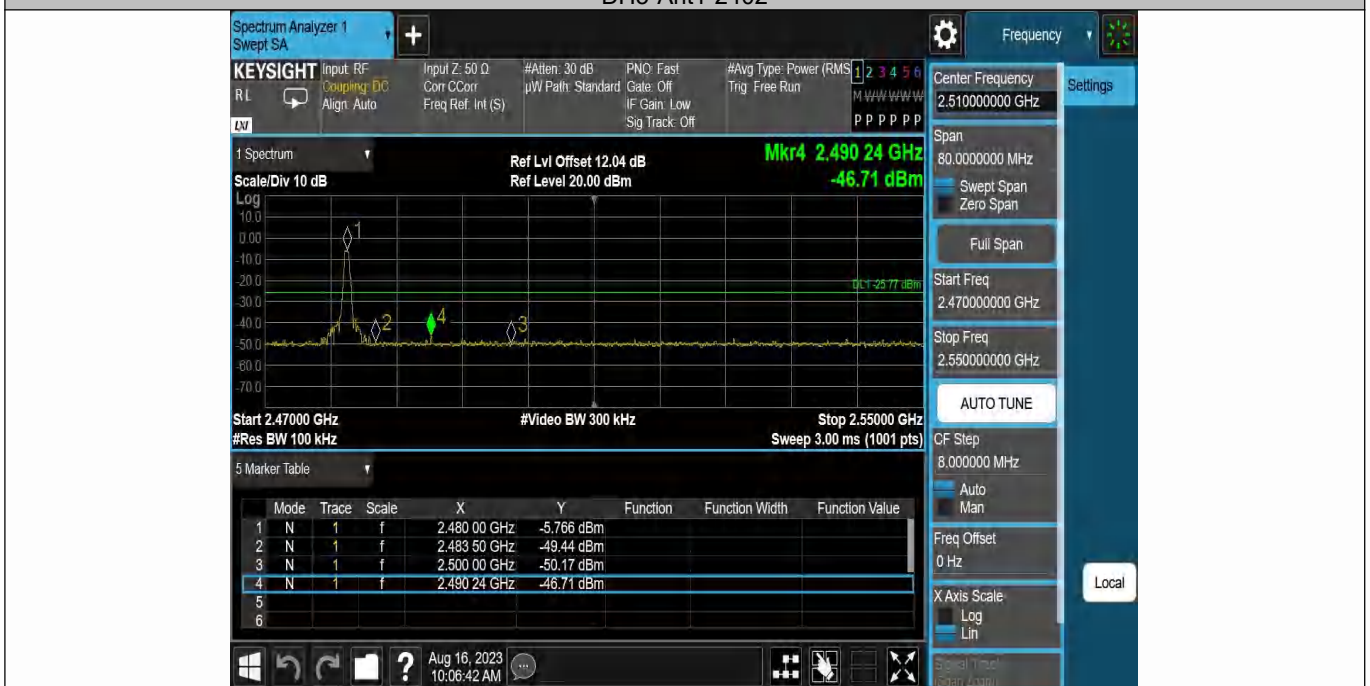 Spectrum Analyzer 1
Swept SA
+
Frequency
KEYSIGHT
RL
LXI
Input: RF
Coupling: DC
Align: Auto
Input Z: 50 Ω
Corr CCorr
Freq Ref: Int (S)
#Atten: 30 dB
µW Path: Standard
PNO: Fast
Gate: Off
IF Gain: Low
Sig Track: Off
#Avg Type: Power (RMS
Trig: Free Run
1 2 3 4 5 6
M W W W W W
P P P P P P
Settings
Center Frequency
2.510000000 GHz
Span
80.0000000 MHz
Swept Span
Zero Span
Full Span
Start Freq
2.470000000 GHz
Stop Freq
2.550000000 GHz
AUTO TUNE
CF Step
8.000000 MHz
Auto
Man
Freq Offset
0 Hz
X Axis Scale
Log
Lin
Local
1 Spectrum
Scale/Div 10 dB
Ref Lvl Offset 12.04 dB
Ref Level 20.00 dBm
Mkr4 2.490 24 GHz
-46.71 dBm
Log
10.0
0.00
-10.0
-20.0
-30.0
-40.0
-50.0
-60.0
-70.0
1
2
4
3
DL1 -25.77 dBm
Start 2.47000 GHz
#Video BW 300 kHz
Stop 2.55000 GHz
#Res BW 100 kHz
Sweep 3.00 ms (1001 pts)
5 Marker Table
Mode Trace Scale X Y Function Function Width Function Value
1 N 1 f 2.480 00 GHz -5.766 dBm
2 N 1 f 2.483 50 GHz -49.44 dBm
3 N 1 f 2.500 00 GHz -50.17 dBm
4 N 1 f 2.490 24 GHz -46.71 dBm
5
6
?
Aug 16, 2023
10:06:42 AM